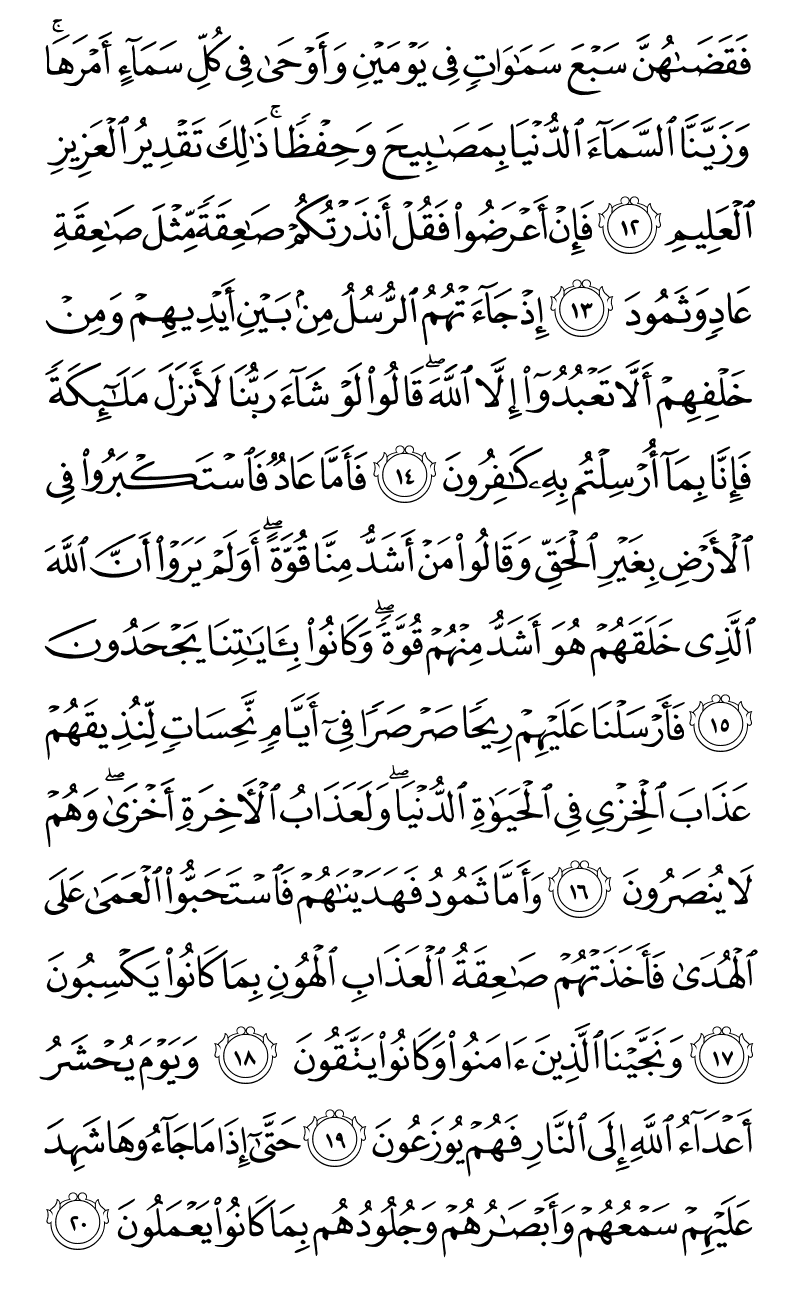 فَقَضَىٰهُنَّ سَبْعَ سَمَٰوَاتٍۢ فِى يَوْمَيْنِ وَأَوْحَىٰ فِى كُلِّ سَمَآءٍ أَمْرَهَا ۚ
وَزَيَّنَّا ٱلسَّمَآءَ ٱلدُّنْيَا بِمَصَٰبِيحَ وَحِفْظًۭا ۚ ذَٰلِكَ تَقْدِيرُ ٱلْعَزِيزِ
ٱلْعَلِيمِ ١٢ فَإِنْ أَعْرَضُوا۟ فَقُلْ أَنذَرْتُكُمْ صَٰعِقَةًۭ مِّثْلَ صَٰعِقَةِ
عَادٍۢ وَثَمُودَ ١٣ إِذْ جَآءَتْهُمُ ٱلرُّسُلُ مِنۢ بَيْنِ أَيْدِيهِمْ وَمِنْ
خَلْفِهِمْ أَلَّا تَعْبُدُوٓا۟ إِلَّا ٱللَّهَ ۖ قَالُوا۟ لَوْ شَآءَ رَبُّنَا لَأَنزَلَ مَلَٰٓئِكَةًۭ
فَإِنَّا بِمَآ أُرْسِلْتُم بِهِۦ كَٰفِرُونَ ١٤ فَأَمَّا عَادٌۭ فَٱسْتَكْبَرُوا۟ فِى
ٱلْأَرْضِ بِغَيْرِ ٱلْحَقِّ وَقَالُوا۟ مَنْ أَشَدُّ مِنَّا قُوَّةً ۖ أَوَلَمْ يَرَوْا۟ أَنَّ ٱللَّهَ
ٱلَّذِى خَلَقَهُمْ هُوَ أَشَدُّ مِنْهُمْ قُوَّةًۭ ۖ وَكَانُوا۟ بِـَٔايَٰتِنَا يَجْحَدُونَ
١٥ فَأَرْسَلْنَا عَلَيْهِمْ رِيحًۭا صَرْصَرًۭا فِىٓ أَيَّامٍۢ نَّحِسَاتٍۢ لِّنُذِيقَهُمْ
عَذَابَ ٱلْخِزْىِ فِى ٱلْحَيَوٰةِ ٱلدُّنْيَا ۖ وَلَعَذَابُ ٱلْءَاخِرَةِ أَخْزَىٰ ۖ وَهُمْ
لَا يُنصَرُونَ ١٦ وَأَمَّا ثَمُودُ فَهَدَيْنَٰهُمْ فَٱسْتَحَبُّوا۟ ٱلْعَمَىٰ عَلَى
ٱلْهُدَىٰ فَأَخَذَتْهُمْ صَٰعِقَةُ ٱلْعَذَابِ ٱلْهُونِ بِمَا كَانُوا۟ يَكْسِبُونَ
١٧ وَنَجَّيْنَا ٱلَّذِينَ ءَامَنُوا۟ وَكَانُوا۟ يَتَّقُونَ ١٨ وَيَوْمَ يُحْشَرُ
أَعْدَآءُ ٱللَّهِ إِلَى ٱلنَّارِ فَهُمْ يُوزَعُونَ ١٩ حَتَّىٰٓ إِذَا مَا جَآءُوهَا شَهِدَ
عَلَيْهِمْ سَمْعُهُمْ وَأَبْصَٰرُهُمْ وَجُلُودُهُم بِمَا كَانُوا۟ يَعْمَلُونَ ٢٠